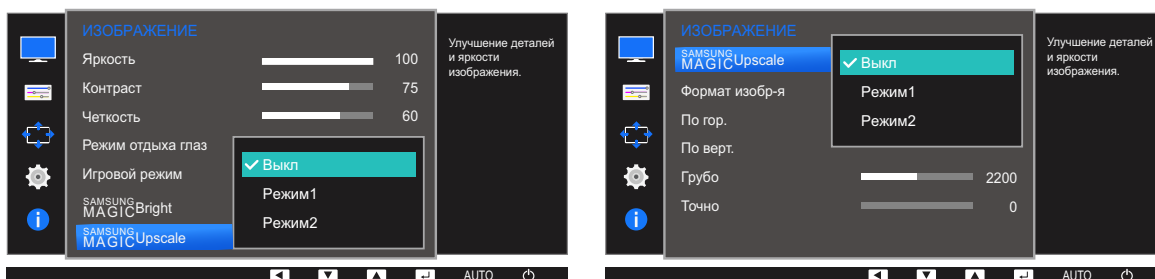 ИЗОБРАЖЕНИЕ
Яркость 100
Контраст 75
Четкость 60
Режим отдыха глаз
Игровой режим
SAMSUNG
MAGICBright
SAMSUNG
MAGICUpscale
Выкл
Режим1
Режим2
Улучшение деталей
и яркости
изображения.
AUTO
ИЗОБРАЖЕНИЕ
SAMSUNG
MAGICUpscale
Формат изобр-я
По гор.
По верт.
Грубо 2200
Точно 0
Выкл
Режим1
Режим2
Улучшение деталей
и яркости
изображения.
AUTO